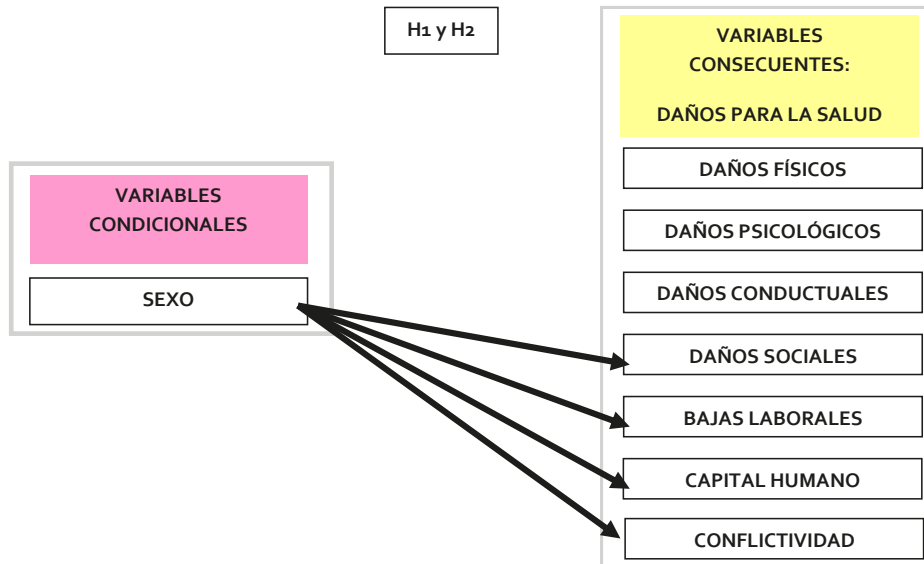 H1 y H2
VARIABLES
CONSECUENTES:
DAÑOS PARA LA SALUD
DAÑOS FÍSICOS
VARIABLES
CONDICIONALES
DAÑOS PSICOLÓGICOS
SEXO
DAÑOS CONDUCTUALES
DAÑOS SOCIALES
BAJAS LABORALES
CAPITAL HUMANO
CONFLICTIVIDAD